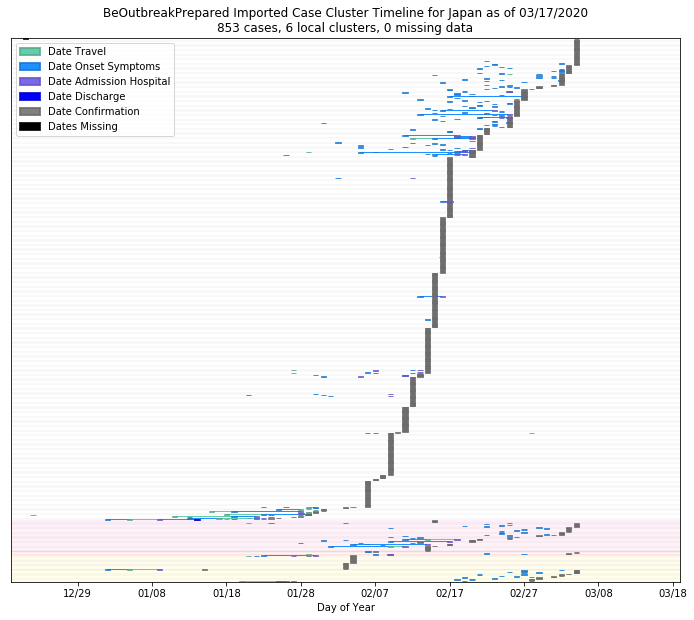 BeOutbreakPrepared Imported Case Cluster Timeline for Japan as of 03/17/2020
853 cases, 6 local clusters, 0 missing data
Date Travel
Date Onset Symptoms
Date Admission Hospital
Date Discharge
Date Confirmation
Dates Missing
12/29 01/08 01/18 01/28 02/07 02/17 02/27 03/08 03/18
Day of Year